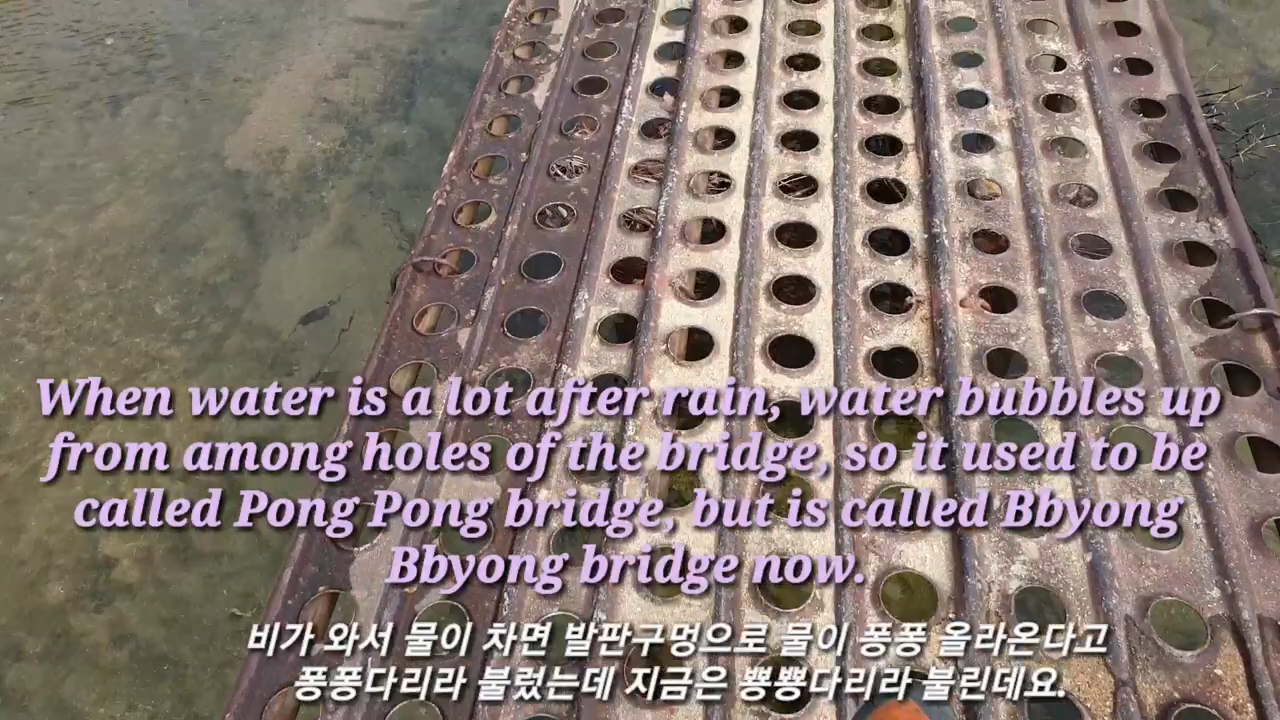 When water is a lot after rain, water bubbles up
from among holes of the bridge, so it used to be
called Pong Pong bridge, but is called Bbyong
Bbyong bridge now.
비가 와서 물이 차면 발판구멍으로 물이 퐁퐁 올라온다고
퐁퐁다리라 불렀는데 지금은 뿅뿅다리라 불린데요.